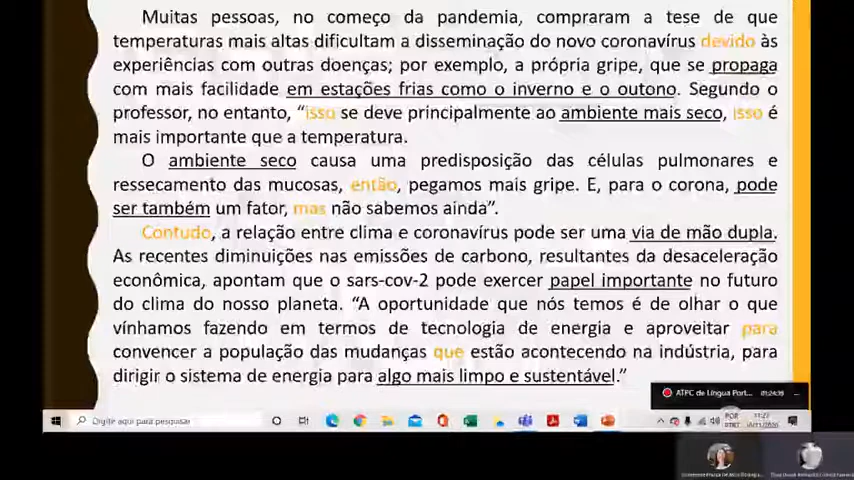 Muitas pessoas, no começo da pandemia, compraram a tese de que
temperaturas mais altas dificultam a disseminação do novo coronavírus devido às
experiências com outras doenças; por exemplo, a própria gripe, que se propaga
com mais facilidade em estações frias como o inverno e o outono. Segundo o
professor, no entanto, “isso se deve principalmente ao ambiente mais seco, isso é
mais importante que a temperatura.
O ambiente seco causa uma predisposição das células pulmonares e
ressecamento das mucosas, então, pegamos mais gripe. E, para o corona, pode
ser também um fator, mas não sabemos ainda”.
Contudo, a relação entre clima e coronavírus pode ser uma via de mão dupla.
As recentes diminuições nas emissões de carbono, resultantes da desaceleração
econômica, apontam que o sars-cov-2 pode exercer papel importante no futuro
do clima do nosso planeta. “A oportunidade que nós temos é de olhar o que
vínhamos fazendo em termos de tecnologia de energia e aproveitar para
convencer a população das mudanças que estão acontecendo na indústria, para
dirigir o sistema de energia para algo mais limpo e sustentável.”
ATPC de Língua Port...
Digite aqui para pesquisar
POR